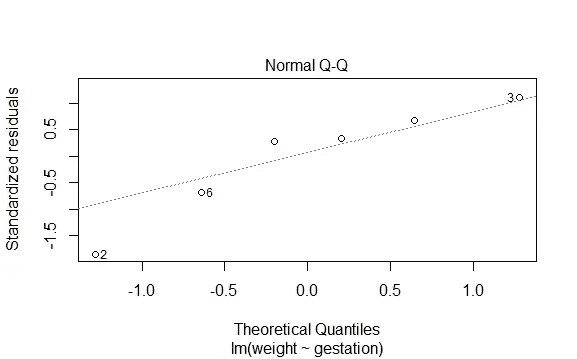 Normal Q-Q
Standardized residuals
0.5
-0.5
-1.5
3
6
2
-1.0 -0.5 0.0 0.5 1.0
Theoretical Quantiles
lm(weight ~ gestation)